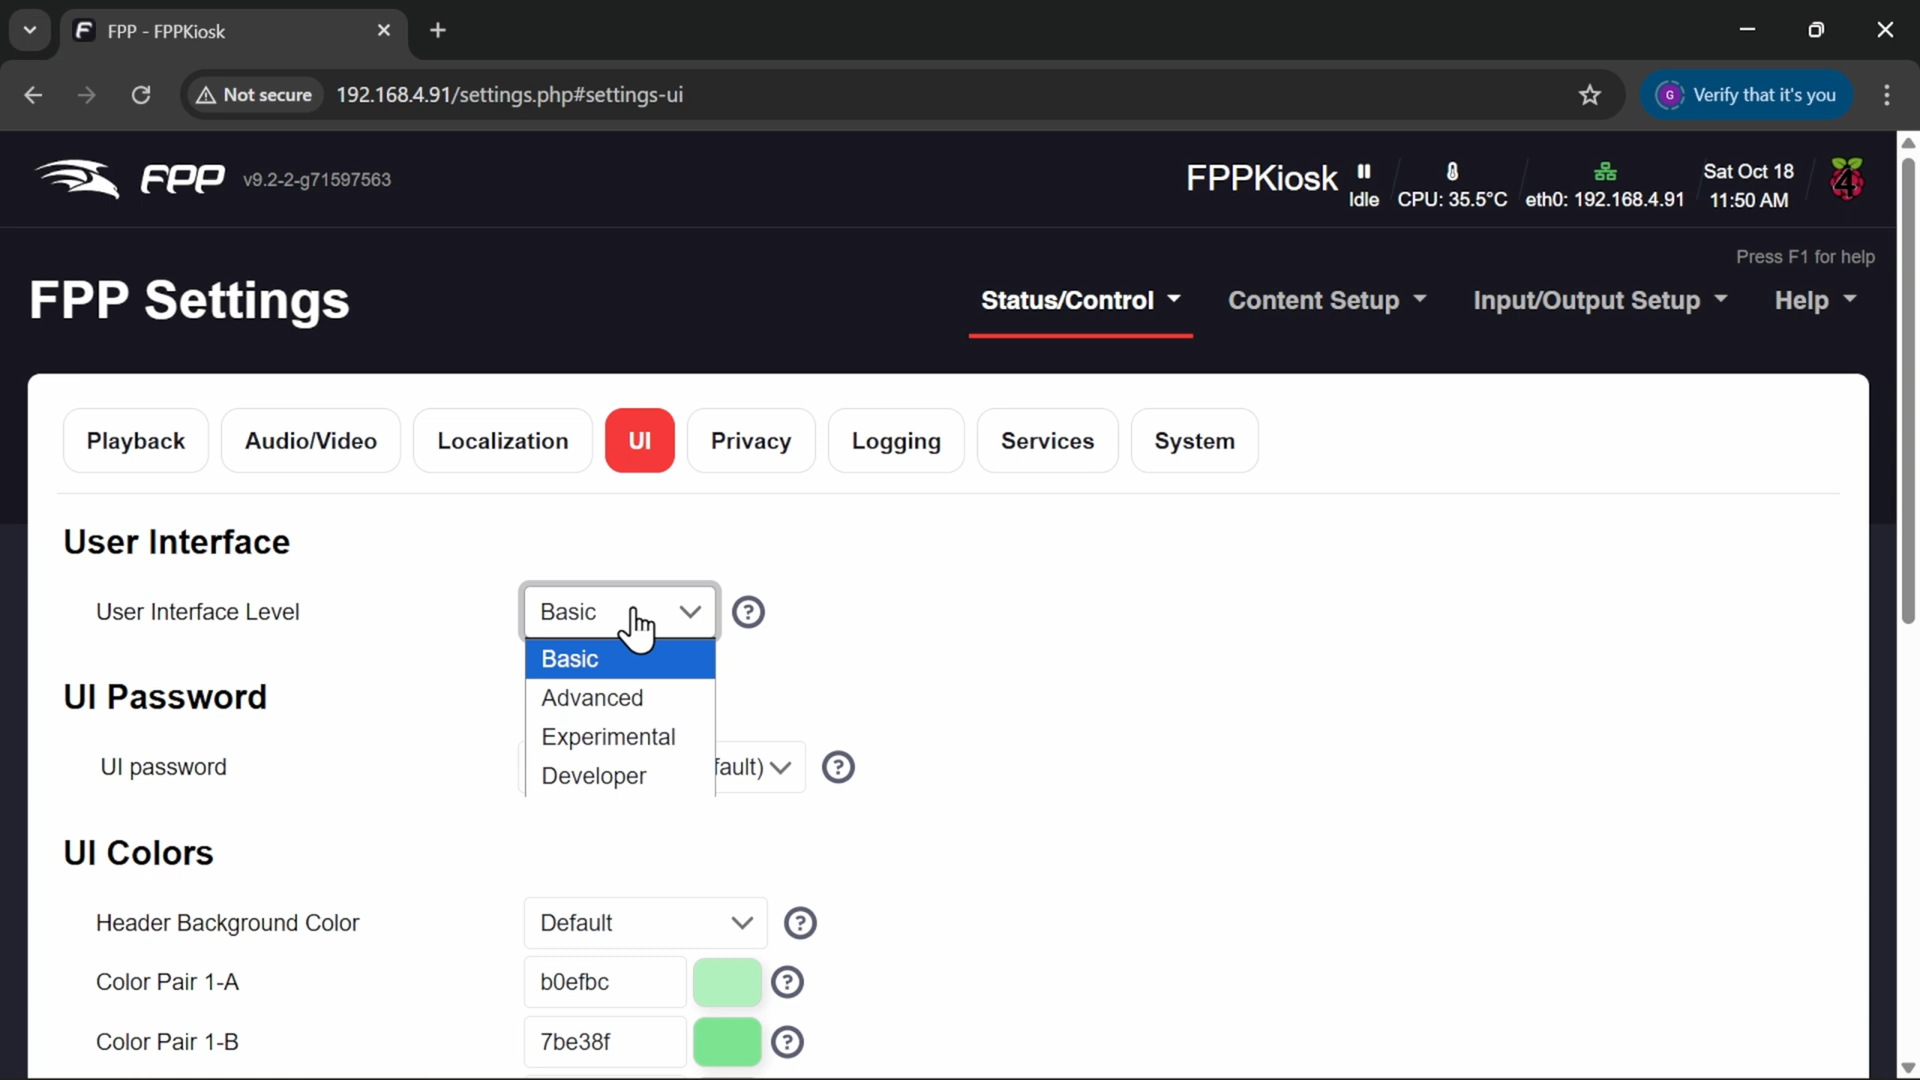 FPP - FPPKiosk
Not secure
192.168.4.91/settings.php#settings-ui
G
Verify that it's you
FPP
v9.2-2-g71597563
FPPKiosk
Idle
CPU: 35.5°C
eth0: 192.168.4.91
Sat Oct 18
11:50 AM
4
Press F1 for help
FPP Settings
Status/Control
Content Setup
Input/Output Setup
Help
Playback
Audio/Video
Localization
UI
Privacy
Logging
Services
System
User Interface
User Interface Level
Basic
Basic
Advanced
Experimental
Developer
UI Password
UI password
fault)
UI Colors
Header Background Color
Default
Color Pair 1-A
b0efbc
Color Pair 1-B
7be38f